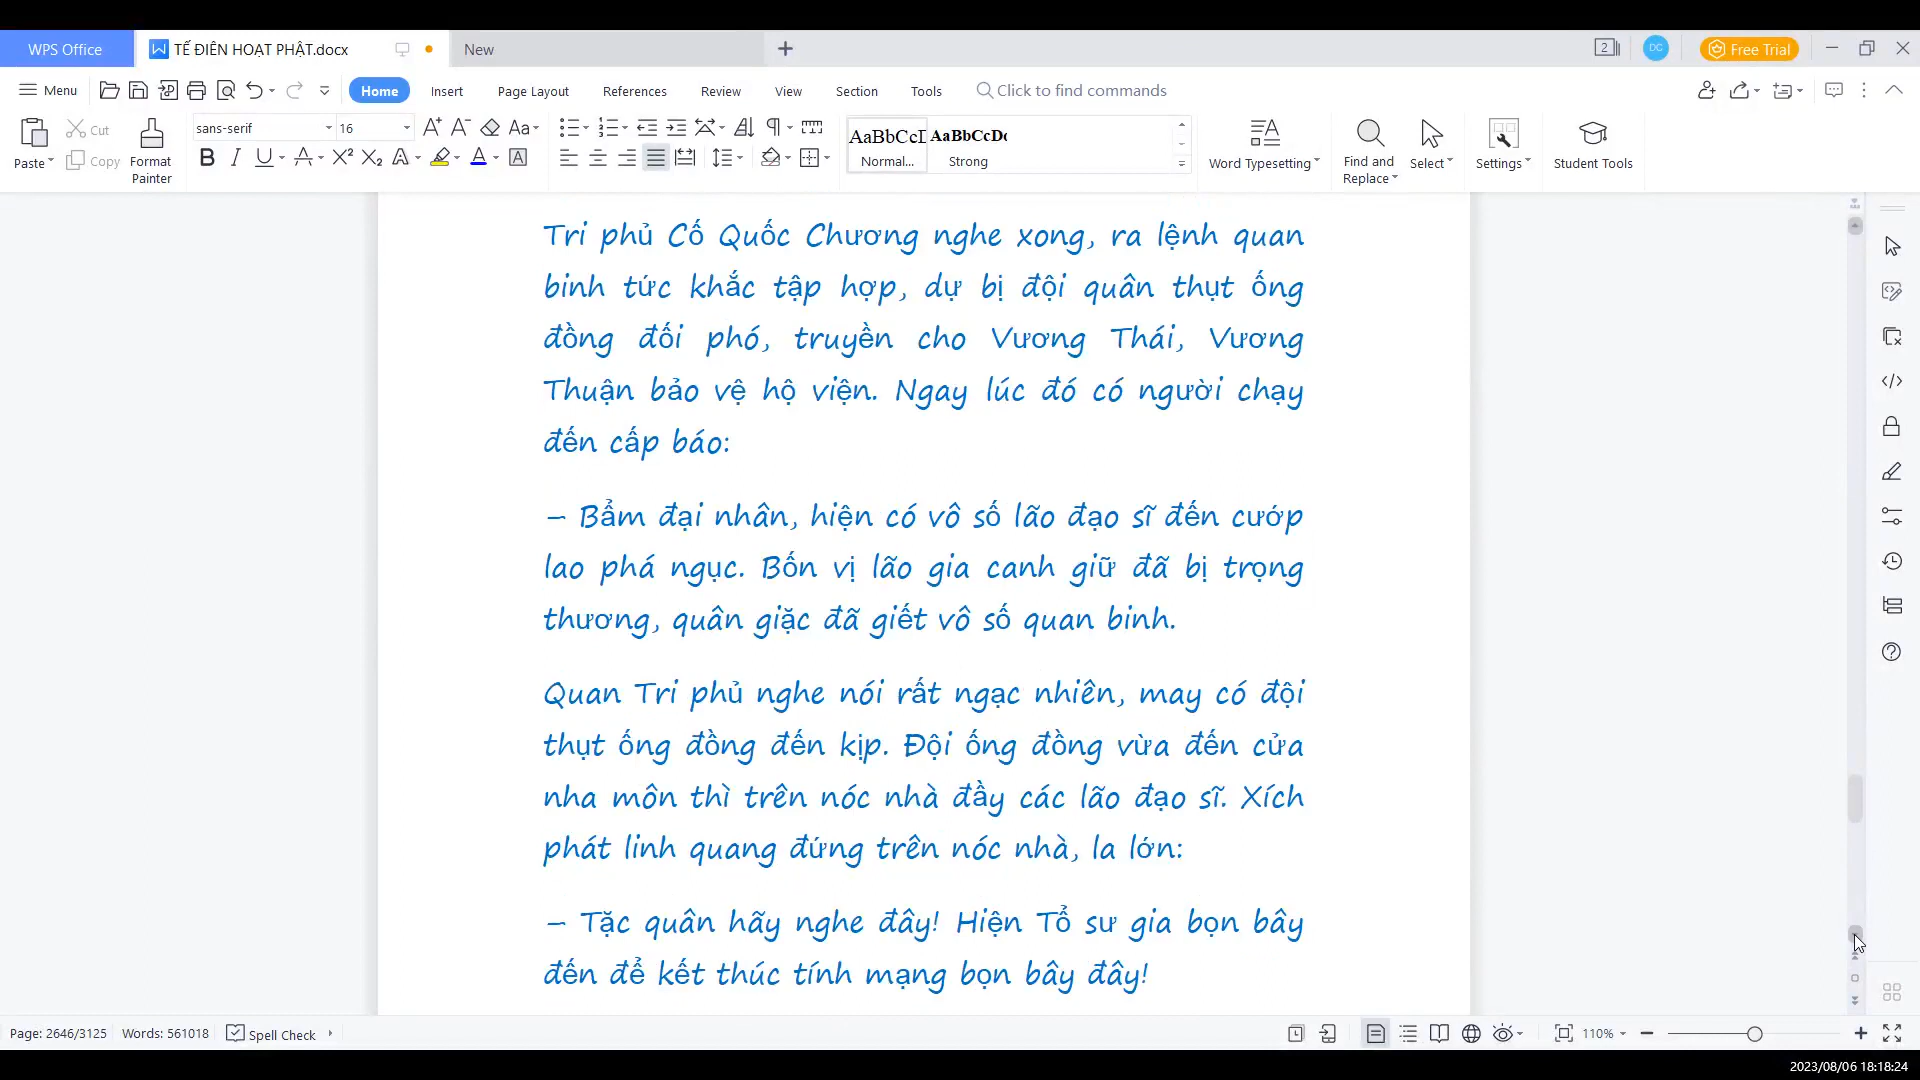 WPS Office
TẾ ĐIÊN HOẠT PHẬT.docx
New
2
DG
Free Trial
Menu
Home
Insert
Page Layout
References
Review
View
Section
Tools
Click to find commands
Paste
Cut
Copy
Format
Painter
sans-serif
16
AaBbCcD
Normal...
AaBbCcDd
Strong
Word Typesetting
Find and
Replace
Select
Settings
Student Tools
Tri phủ Cố Quốc Chương nghe xong, ra lệnh quan
binh tức khắc tập hợp, dự bị đội quân thụt ống
đồng đối phó, truyền cho Vương Thái, Vương
Thuận bảo vệ hộ viện. Ngay lúc đó có người chạy
đến cấp báo:
– Bẩm đại nhân, hiện có vô số lão đạo sĩ đến cướp
lao phá ngục. Bốn vị lão gia canh giữ đã bị trọng
thương, quân giặc đã giết vô số quan binh.
Quan Tri phủ nghe nói rất ngạc nhiên, may có đội
thụt ống đồng đến kịp. Đội ống đồng vừa đến cửa
nha môn thì trên nóc nhà đầy các lão đạo sĩ. Xích
phát linh quang đứng trên nóc nhà, la lớn:
– Tặc quân hãy nghe đây! Hiện Tổ sư gia bọn bây
đến để kết thúc tính mạng bọn bây đây!
Page: 2646/3125
Words: 561018
Spell Check
110%
2023/08/06 18:18:24